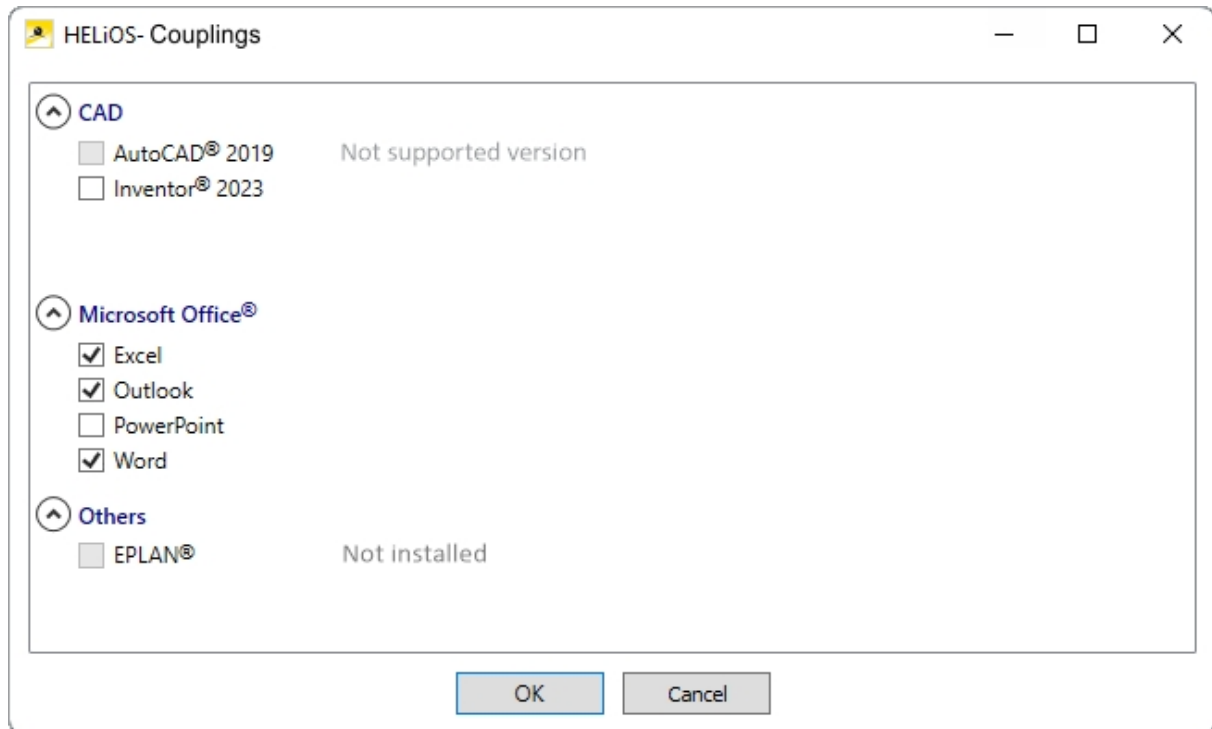 HELiOS- Couplings
CAD
AutoCAD® 2019 Not supported version
Inventor® 2023
Microsoft Office®
Excel
Outlook
PowerPoint
Word
Others
EPLAN® Not installed
OK Cancel